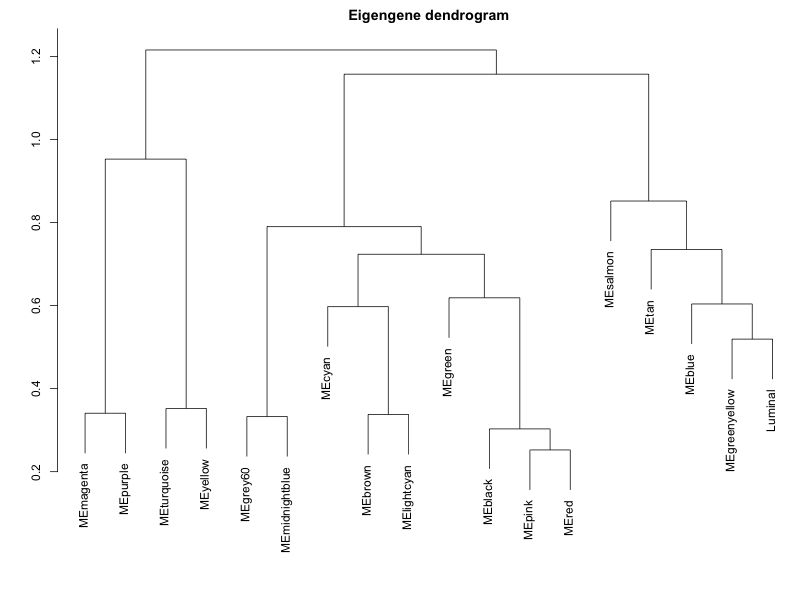 Eigengene dendrogram
1.2
1.0
0.8
0.6
0.4
0.2
MEmagenta
MEpurple
MEturquoise
MEyellow
MEgrey60
MEmidnightblue
MEcyan
MEbrown
MElightcyan
MEgreen
MEblack
MEpink
MEred
MEsalmon
MEtan
MEblue
MEgreenyellow
Luminal